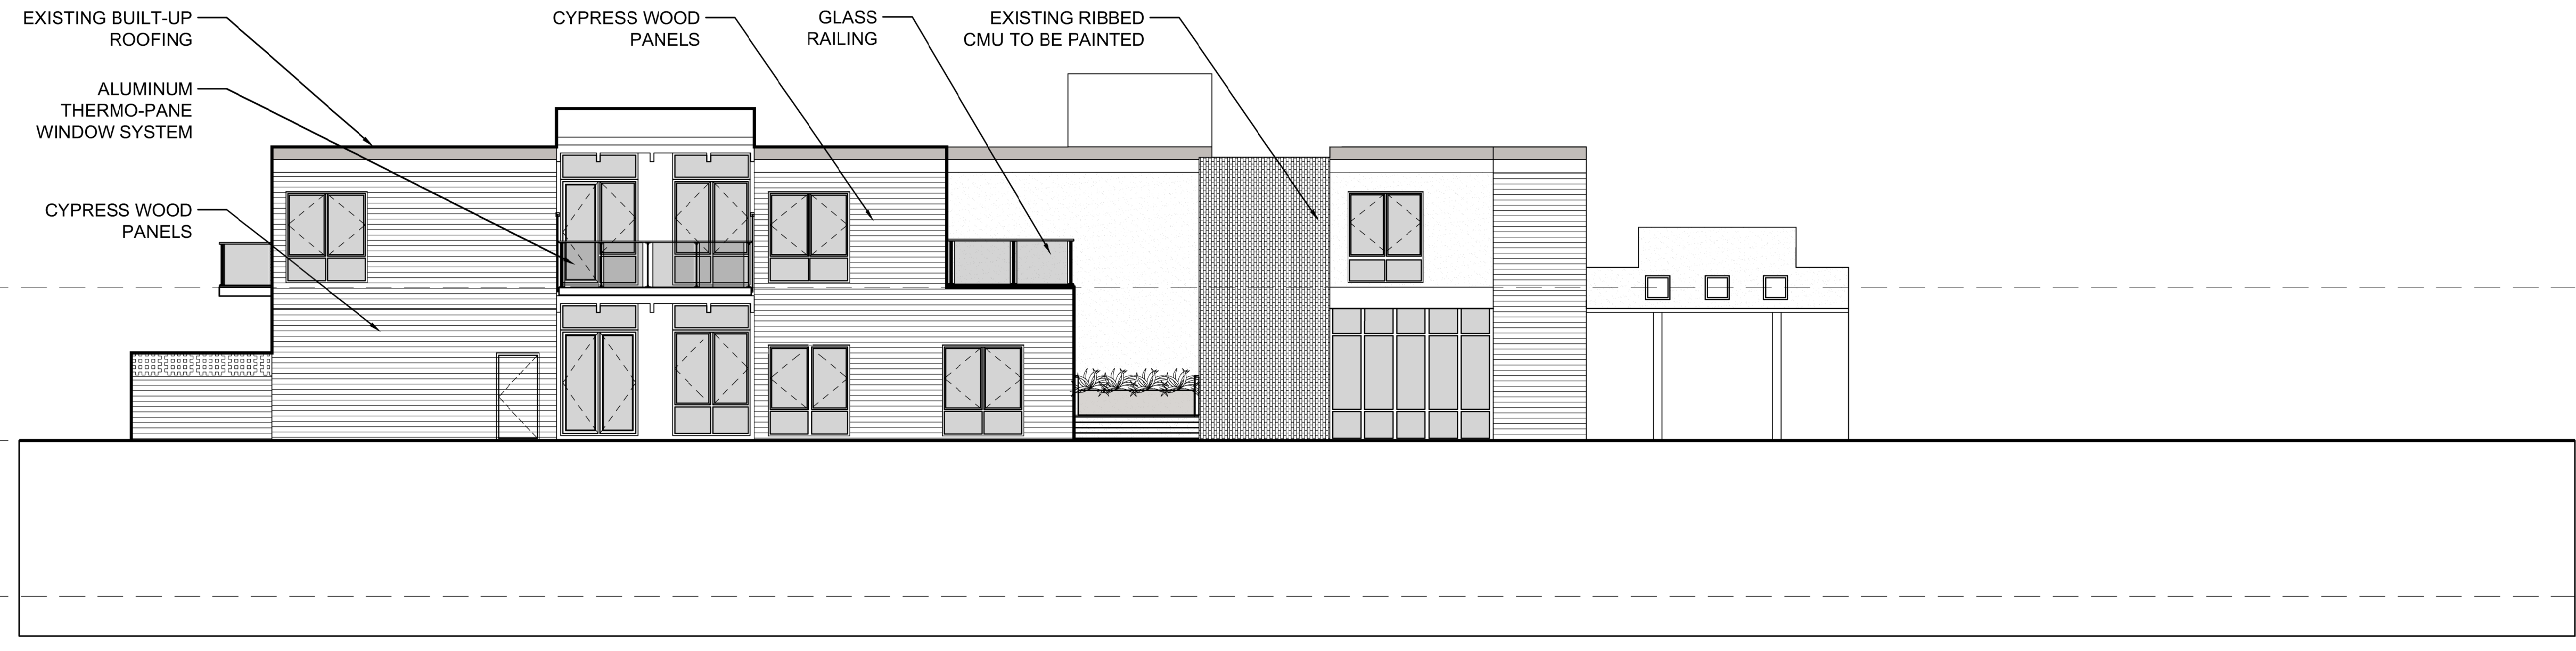 EXISTING BUILT-UP
ROOFING
ALUMINUM
THERMO-PANE
WINDOW SYSTEM
CYPRESS WOOD
PANELS
CYPRESS WOOD
PANELS
GLASS
RAILING
EXISTING RIBBED
CMU TO BE PAINTED